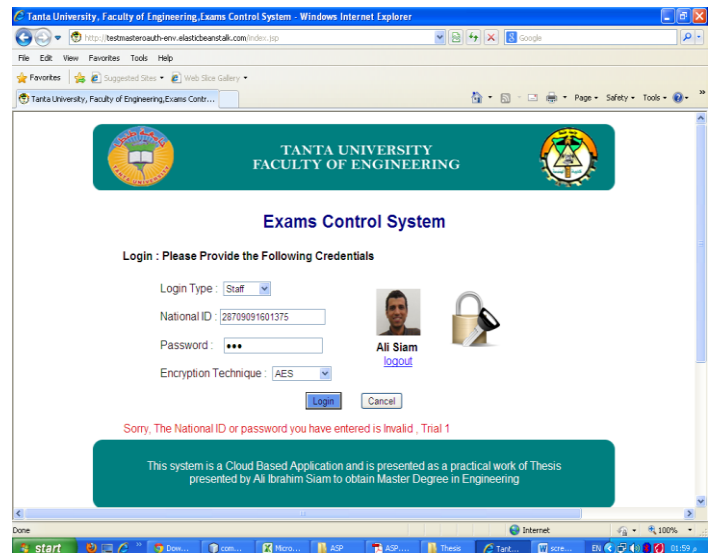 Tanta University, Faculty of Engineering,Exams Control System - Windows Internet Explorer
http://testmasteroauth-env.elasticbeanstalk.com/index.jsp
Google
File Edit View Favorites Tools Help
Favorites Suggested Sites Web Slice Gallery
Tanta University, Faculty of Engineering,Exams Contr...
Page Safety Tools
TANTA UNIVERSITY
FACULTY OF ENGINEERING
Exams Control System
Login : Please Provide the Following Credentials
Login Type : Staff
National ID : 28709091601375
Password : •••
Ali Siam
logout
Encryption Technique : AES
Login Cancel
Sorry, The National ID or password you have entered is Invalid , Trial 1
This system is a Cloud Based Application and is presented as a practical work of Thesis
presented by Ali Ibrahim Siam to obtain Master Degree in Engineering
Done Internet 100%
start Dow... com... Micro... ASP ASP.... Thesis Tant... scre... EN 01:59 م